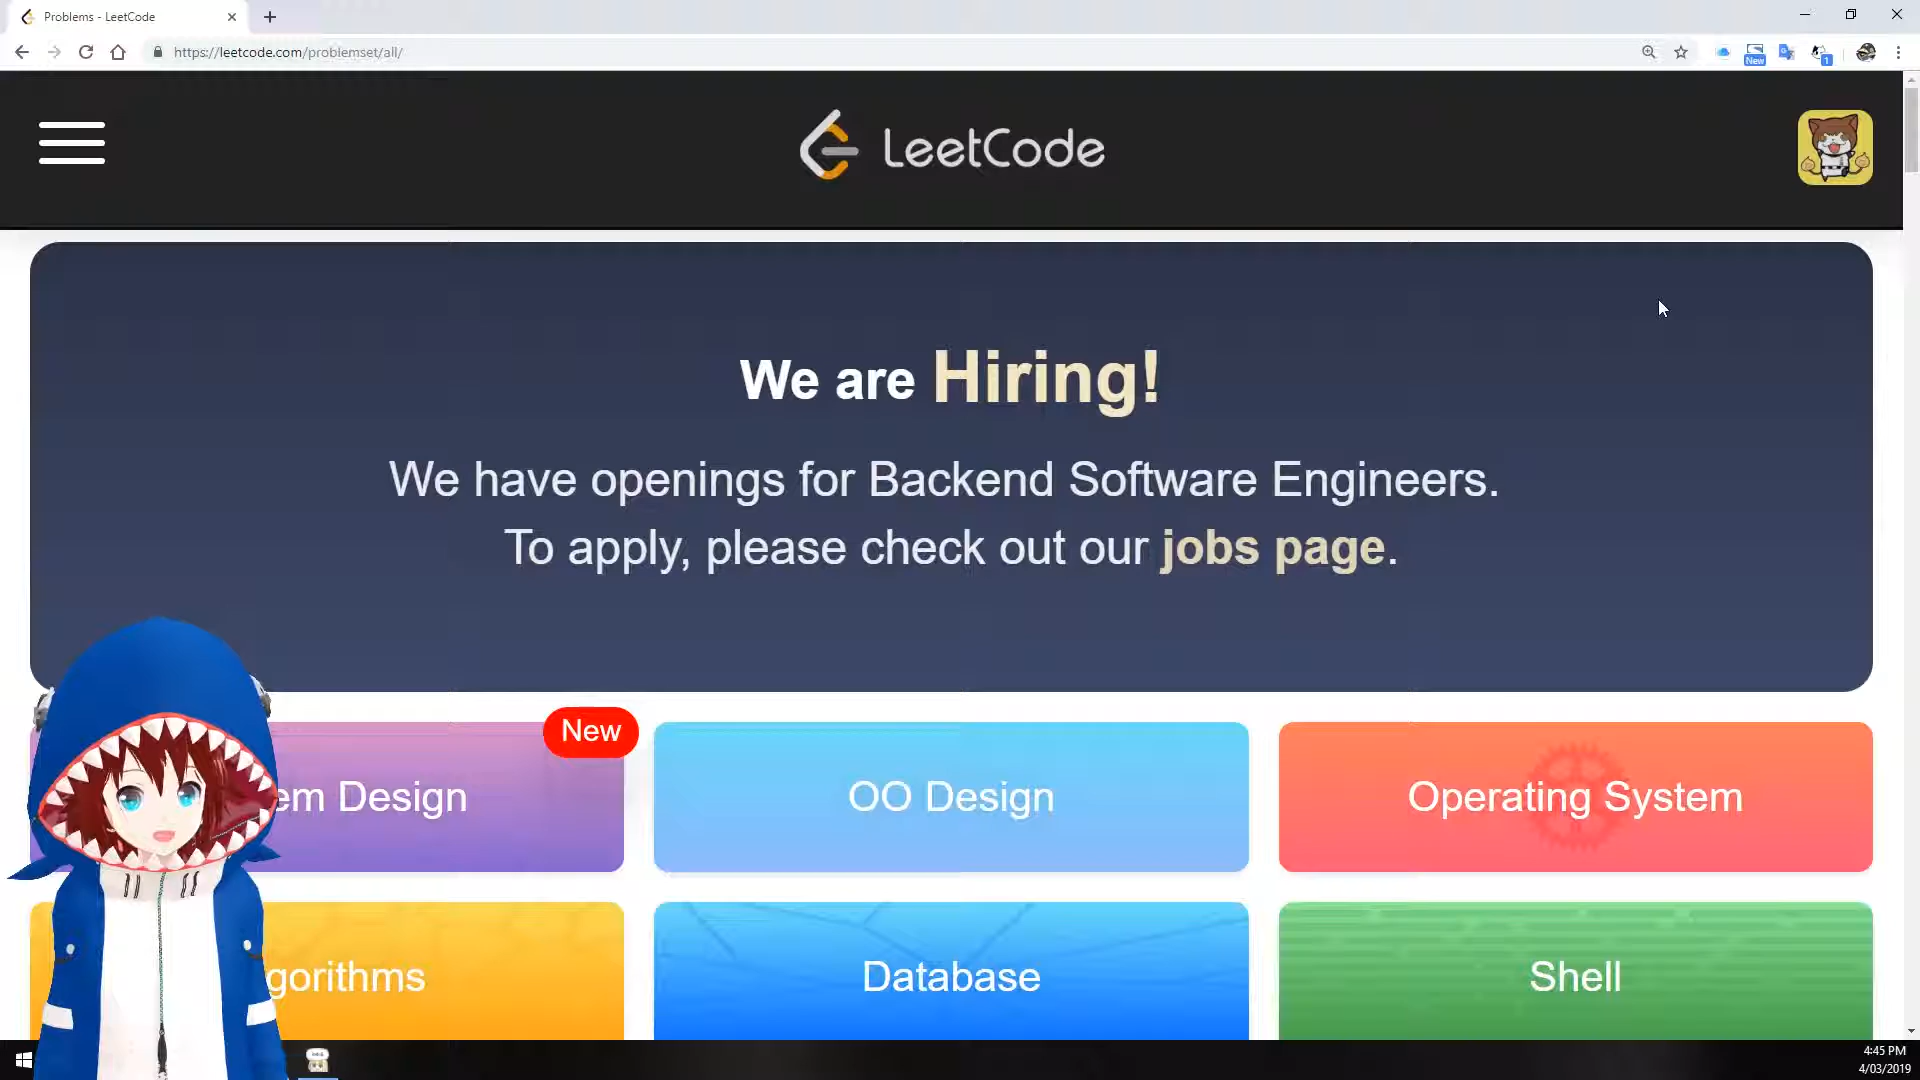 Problems - LeetCode
https://leetcode.com/problemset/all/
New
1
LeetCode
We are Hiring!
We have openings for Backend Software Engineers.
To apply, please check out our jobs page.
New
em Design
OO Design
Operating System
gorithms
Database
Shell
4:45 PM
4/03/2019